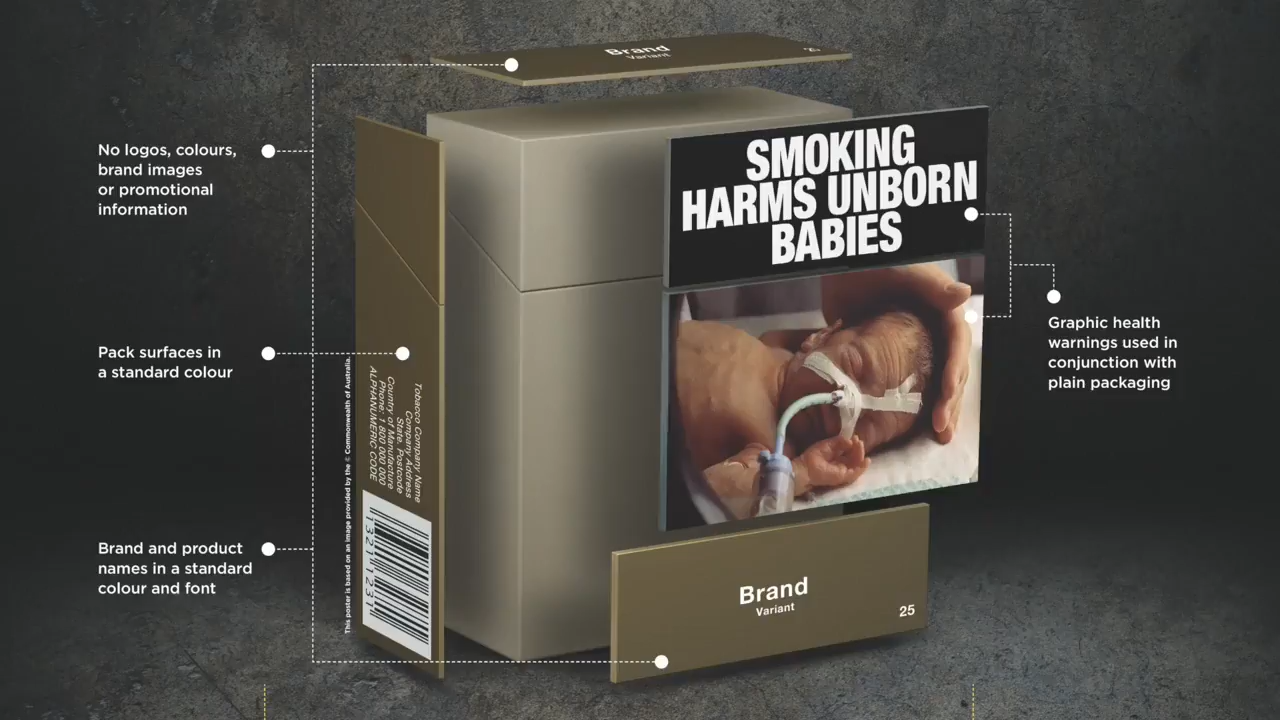 Brand
Variant
20
No logos, colours,
brand images
or promotional
information
SMOKING
HARMS UNBORN
BABIES
Graphic health
warnings used in
conjunction with
plain packaging
Pack surfaces in
a standard colour
Tobacco Company Name
Company Address
State, Postcode
Country of Manufacture
Phone: 1 800 000 000
ALPHANUMERIC CODE
This poster is based on an image provided by the © Commonwealth of Australia.
Brand and product
names in a standard
colour and font
Brand
Variant
25